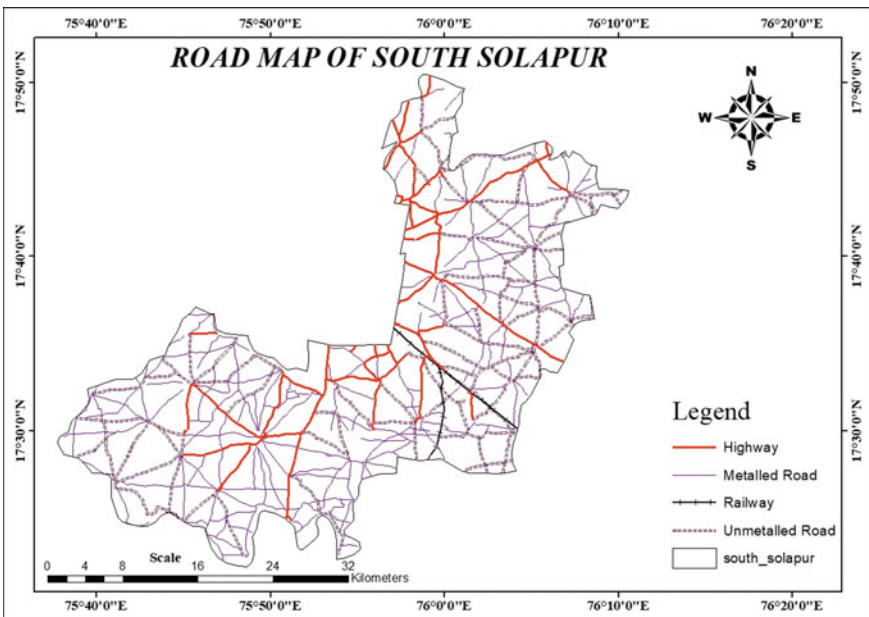 75°40'0"E 75°50'0"E 76°0'0"E 76°10'0"E 76°20'0"E
ROAD MAP OF SOUTH SOLAPUR
17°50'0"N 17°50'0"N
N
W E
S
17°40'0"N 17°40'0"N
17°30'0"N 17°30'0"N
Legend
Highway
Metalled Road
Railway
Unmetalled Road
south_solapur
Scale
0 4 8 16 24 32
Kilometers
75°40'0"E 75°50'0"E 76°0'0"E 76°10'0"E 76°20'0"E